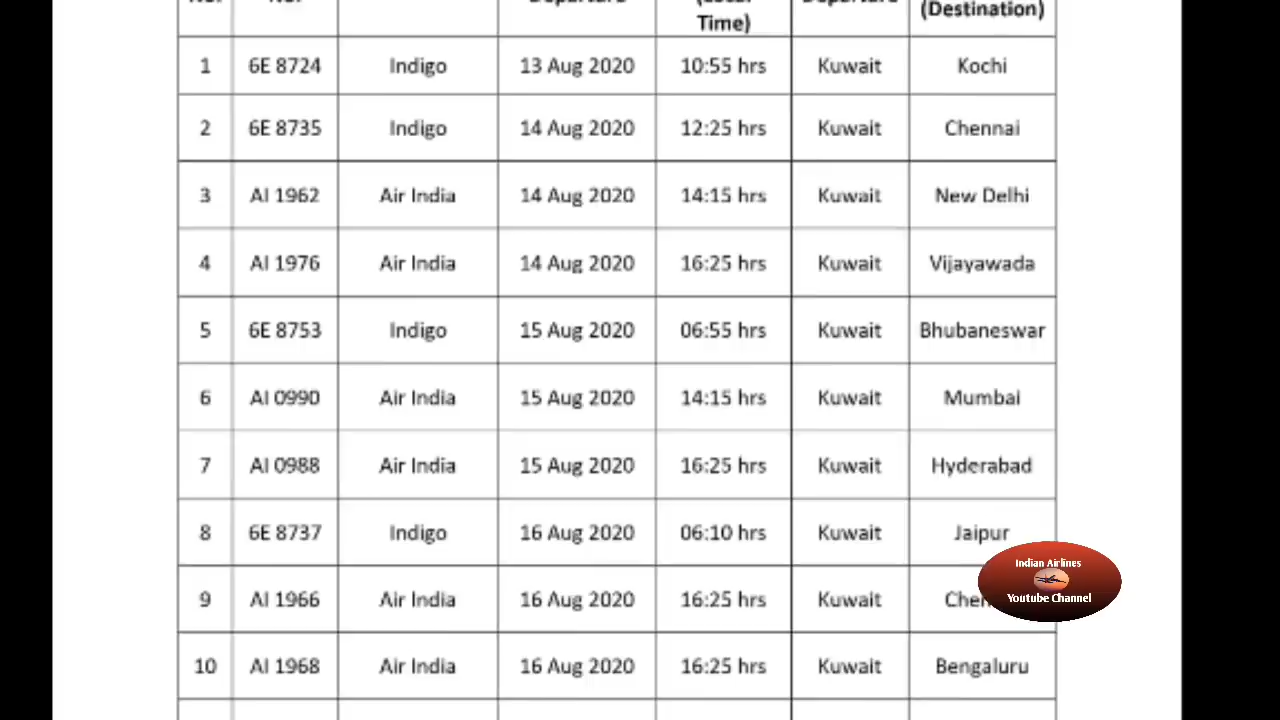 (Destination)
Time)
1 6E 8724 Indigo 13 Aug 2020 10:55 hrs Kuwait Kochi
2 6E 8735 Indigo 14 Aug 2020 12:25 hrs Kuwait Chennai
3 AI 1962 Air India 14 Aug 2020 14:15 hrs Kuwait New Delhi
4 AI 1976 Air India 14 Aug 2020 16:25 hrs Kuwait Vijayawada
5 6E 8753 Indigo 15 Aug 2020 06:55 hrs Kuwait Bhubaneswar
6 AI 0990 Air India 15 Aug 2020 14:15 hrs Kuwait Mumbai
7 AI 0988 Air India 15 Aug 2020 16:25 hrs Kuwait Hyderabad
8 6E 8737 Indigo 16 Aug 2020 06:10 hrs Kuwait Jaipur
9 AI 1966 Air India 16 Aug 2020 16:25 hrs Kuwait
10 AI 1968 Air India 16 Aug 2020 16:25 hrs Kuwait Bengaluru
Indian Airlines
Youtube Channel